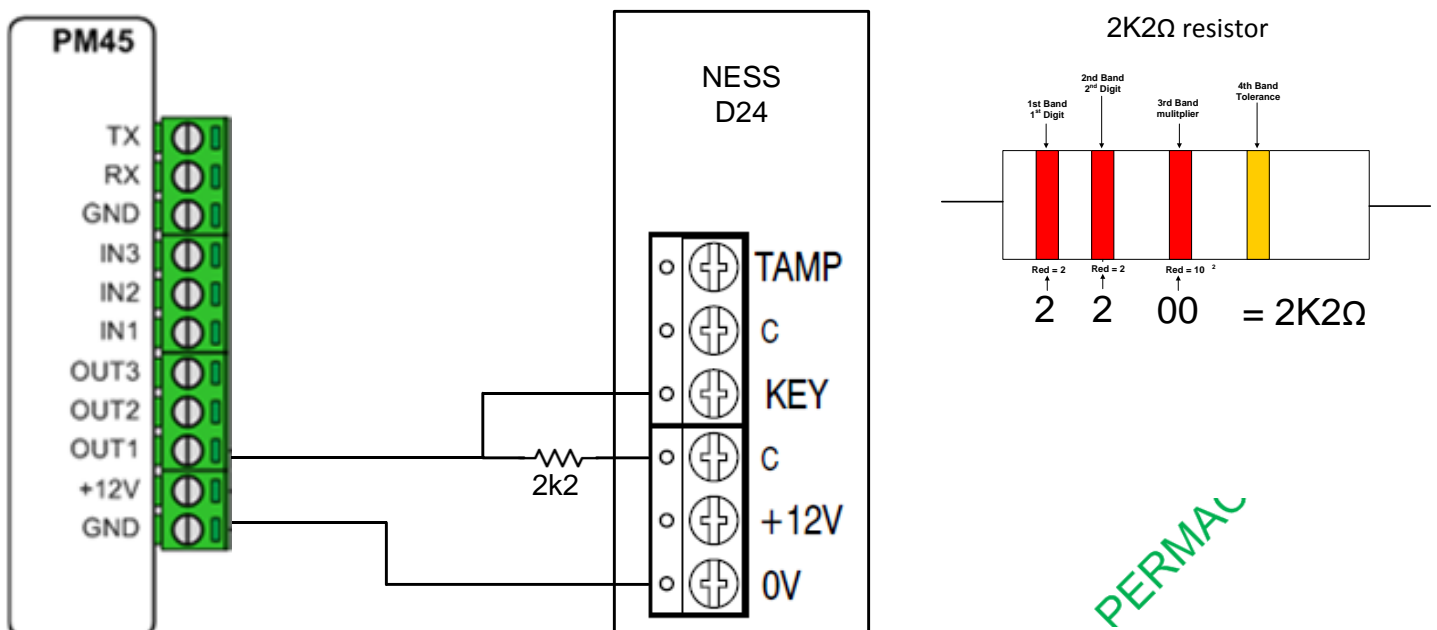 PM45
TX
RX
GND
IN3
IN2
IN1
OUT3
OUT2
OUT1
+12V
GND
2k2
NESS
D24
TAMP
C
KEY
C
+12V
0V
2K2Ω resistor
1st Band
1st Digit
2nd Band
2nd Digit
3rd Band
mulitplier
4th Band
Tolerance
Red = 2
Red = 2
Red = 10 2
2 2 00 = 2K2Ω
PERMAC